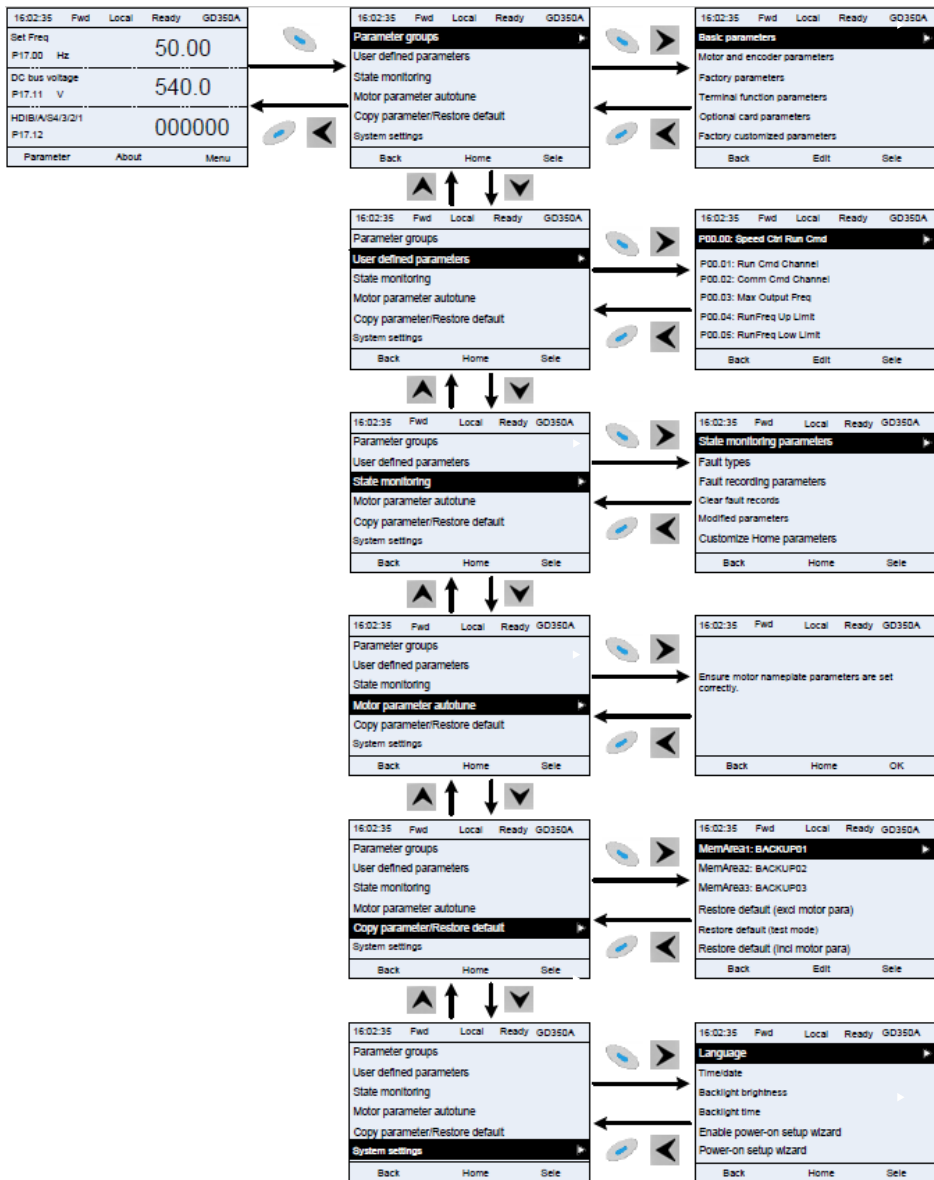 16:02:35 Fwd Local Ready GD350A
Set Freq
P17.00 Hz
50.00
DC bus voltage
P17.11 V
540.0
HDIB/A/S4/3/2/1
P17.12
000000
Parameter About Menu
16:02:35 Fwd Local Ready GD350A
Parameter groups
User defined parameters
State monitoring
Motor parameter autotune
Copy parameter/Restore default
System settings
Back Home Sele
16:02:35 Fwd Local Ready GD350A
Basic parameters
Motor and encoder parameters
Factory parameters
Terminal function parameters
Optional card parameters
Factory customized parameters
Back Edit Sele
16:02:35 Fwd Local Ready GD350A
Parameter groups
User defined parameters
State monitoring
Motor parameter autotune
Copy parameter/Restore default
System settings
Back Home Sele
16:02:35 Fwd Local Ready GD350A
P00.00: Speed Ctrl Run Cmd
P00.01: Run Cmd Channel
P00.02: Comm Cmd Channel
P00.03: Max Output Freq
P00.04: RunFreq Up Limit
P00.05: RunFreq Low Limit
Back Edit Sele
16:02:35 Fwd Local Ready GD350A
Parameter groups
User defined parameters
State monitoring
Motor parameter autotune
Copy parameter/Restore default
System settings
Back Home Sele
16:02:35 Fwd Local Ready GD350A
State monitoring parameters
Fault types
Fault recording parameters
Clear fault records
Modified parameters
Customize Home parameters
Back Home Sele
16:02:35 Fwd Local Ready GD350A
Parameter groups
User defined parameters
State monitoring
Motor parameter autotune
Copy parameter/Restore default
System settings
Back Home Sele
16:02:35 Fwd Local Ready GD350A
Ensure motor nameplate parameters are set
correctly.
Back Home OK
16:02:35 Fwd Local Ready GD350A
Parameter groups
User defined parameters
State monitoring
Motor parameter autotune
Copy parameter/Restore default
System settings
Back Home Sele
16:02:35 Fwd Local Ready GD350A
MemArea1: BACKUP01
MemArea2: BACKUP02
MemArea3: BACKUP03
Restore default (excl motor para)
Restore default (test mode)
Restore default (incl motor para)
Back Edit Sele
16:02:35 Fwd Local Ready GD350A
Parameter groups
User defined parameters
State monitoring
Motor parameter autotune
Copy parameter/Restore default
System settings
Back Home Sele
16:02:35 Fwd Local Ready GD350A
Language
Time/date
Backlight brightness
Backlight time
Enable power-on setup wizard
Power-on setup wizard
Back Home Sele